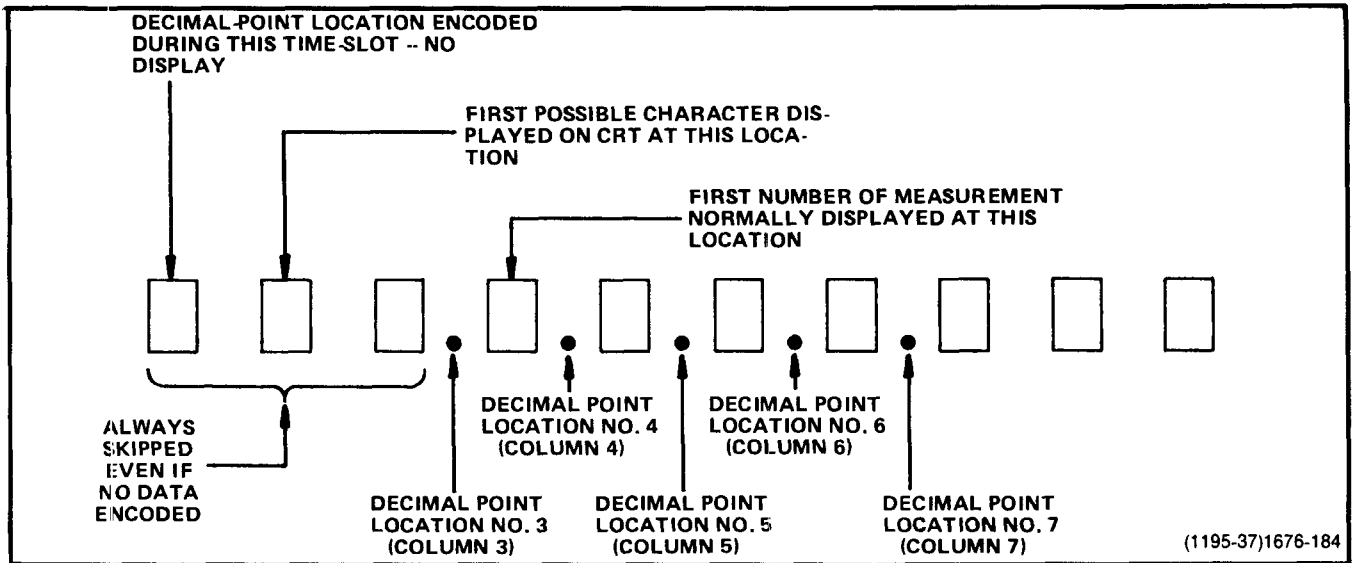 DECIMAL-POINT LOCATION ENCODED
DURING THIS TIME-SLOT -- NO
DISPLAY
FIRST POSSIBLE CHARACTER DIS-
PLAYED ON CRT AT THIS LOCA-
TION
FIRST NUMBER OF MEASUREMENT
NORMALLY DISPLAYED AT THIS
LOCATION
ALWAYS
SKIPPED
EVEN IF
NO DATA
ENCODED
DECIMAL POINT
LOCATION NO. 3
(COLUMN 3)
DECIMAL POINT
LOCATION NO. 4
(COLUMN 4)
DECIMAL POINT
LOCATION NO. 5
(COLUMN 5)
DECIMAL POINT
LOCATION NO. 6
(COLUMN 6)
DECIMAL POINT
LOCATION NO. 7
(COLUMN 7)
(1195-37)1676-184